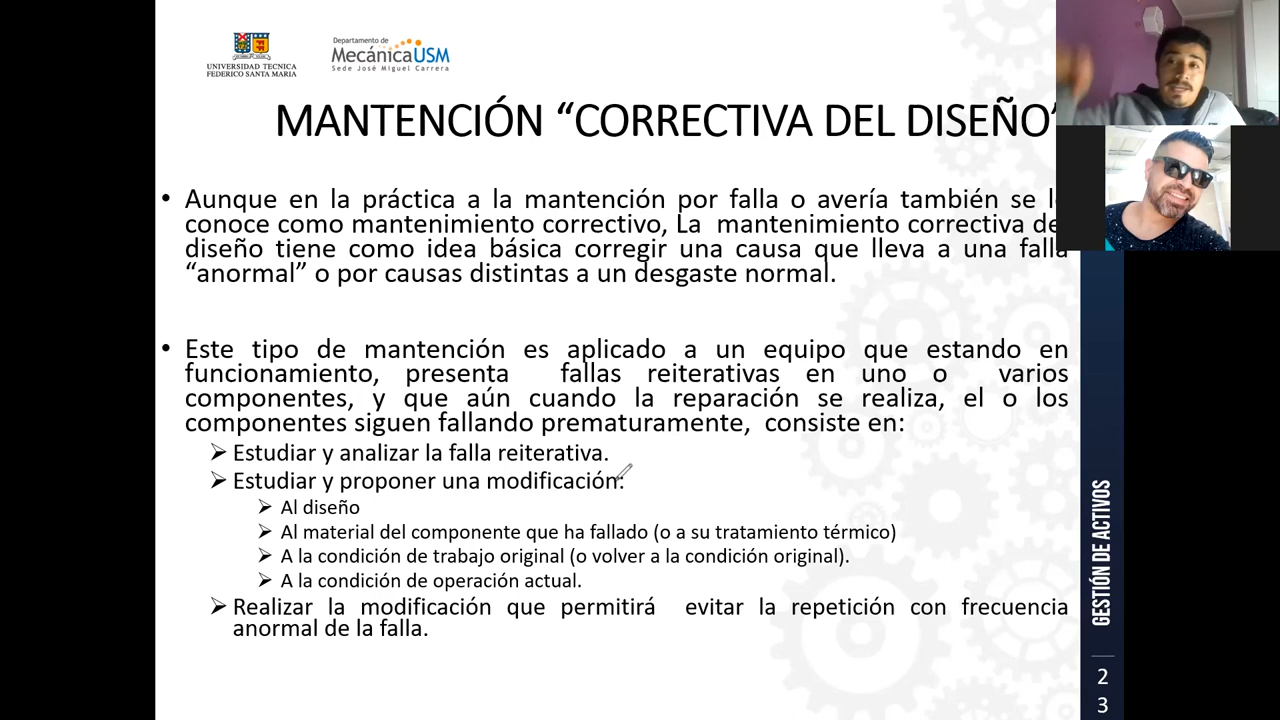 UNIVERSIDAD TECNICA
FEDERICO SANTA MARIA
Departamento de
MecánicaUSM
Sede José Miguel Carrera
MANTENCIÓN “CORRECTIVA DEL DISEÑO”
• Aunque en la práctica a la mantención por falla o avería también se
conoce como mantenimiento correctivo, La mantenimiento correctiva de
diseño tiene como idea básica corregir una causa que lleva a una falla
“anormal” o por causas distintas a un desgaste normal.
• Este tipo de mantención es aplicado a un equipo que estando en
funcionamiento, presenta fallas reiterativas en uno o varios
componentes, y que aún cuando la reparación se realiza, el o los
componentes siguen fallando prematuramente, consiste en:
➢ Estudiar y analizar la falla reiterativa.
➢ Estudiar y proponer una modificación:
➢ Al diseño
➢ Al material del componente que ha fallado (o a su tratamiento térmico)
➢ A la condición de trabajo original (o volver a la condición original).
➢ A la condición de operación actual.
➢ Realizar la modificación que permitirá evitar la repetición con frecuencia
anormal de la falla.
GESTIÓN DE ACTIVOS
2
3